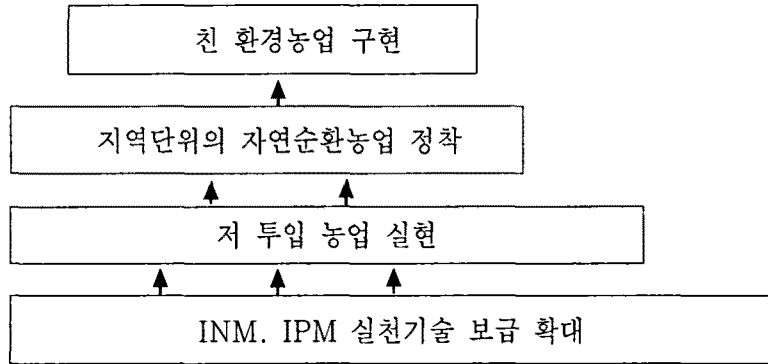 친 환경농업 구현
지역단위의 자연순환농업 정착
저 투입 농업 실현
INM. IPM 실천기술 보급 확대